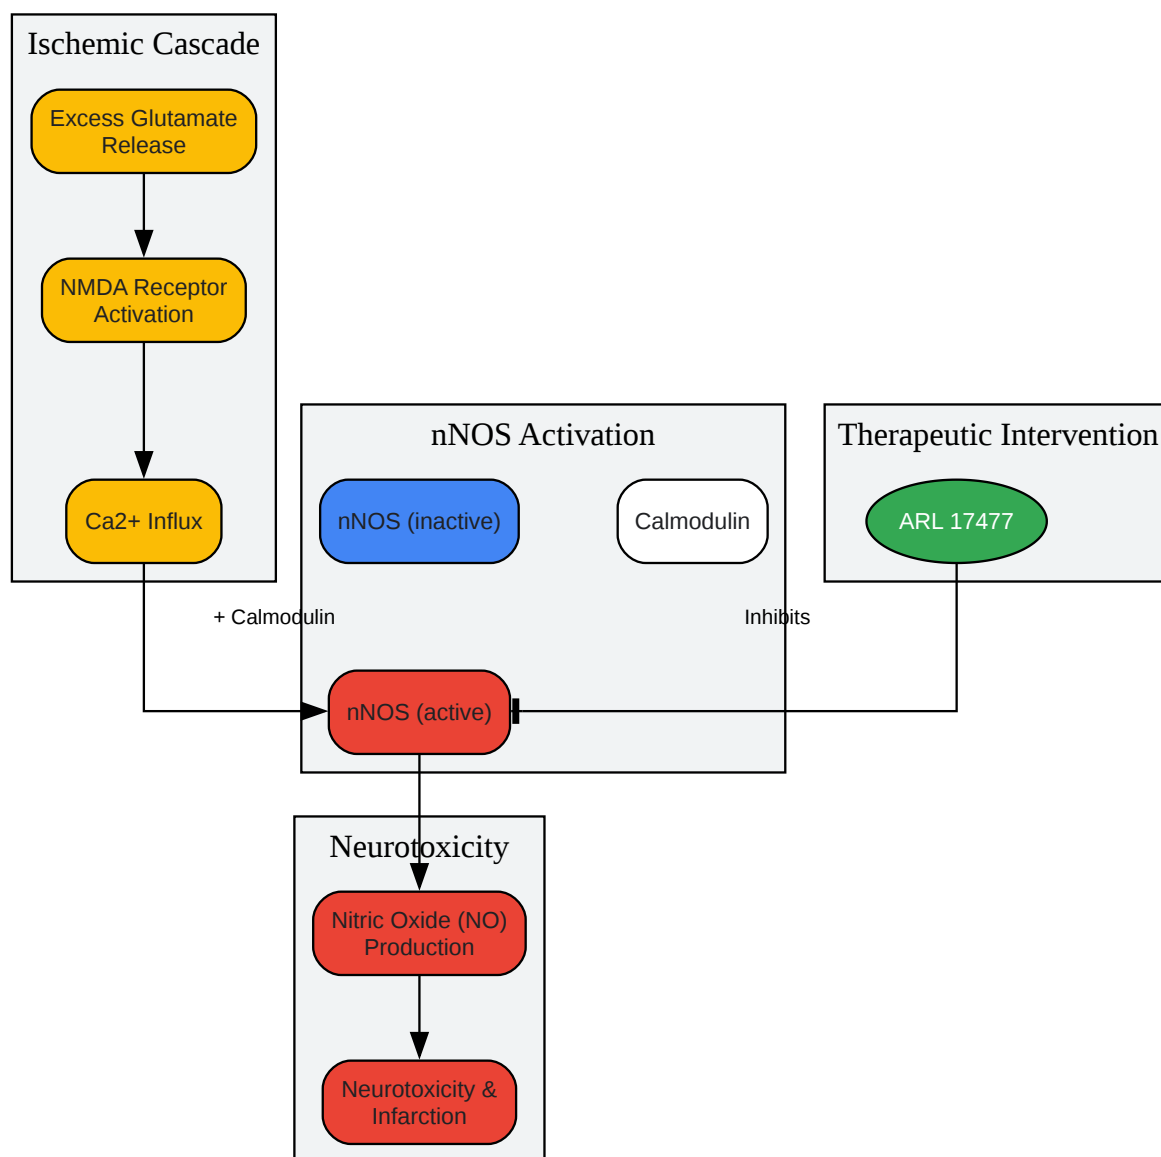 Ischemic Cascade
Excess Glutamate
Release
NMDA Receptor
Activation
Ca2+ Influx
+ Calmodulin
nNOS Activation
nNOS (inactive)
Calmodulin
nNOS (active)
Therapeutic Intervention
ARL 17477
Inhibits
Neurotoxicity
Nitric Oxide (NO)
Production
Neurotoxicity &
Infarction